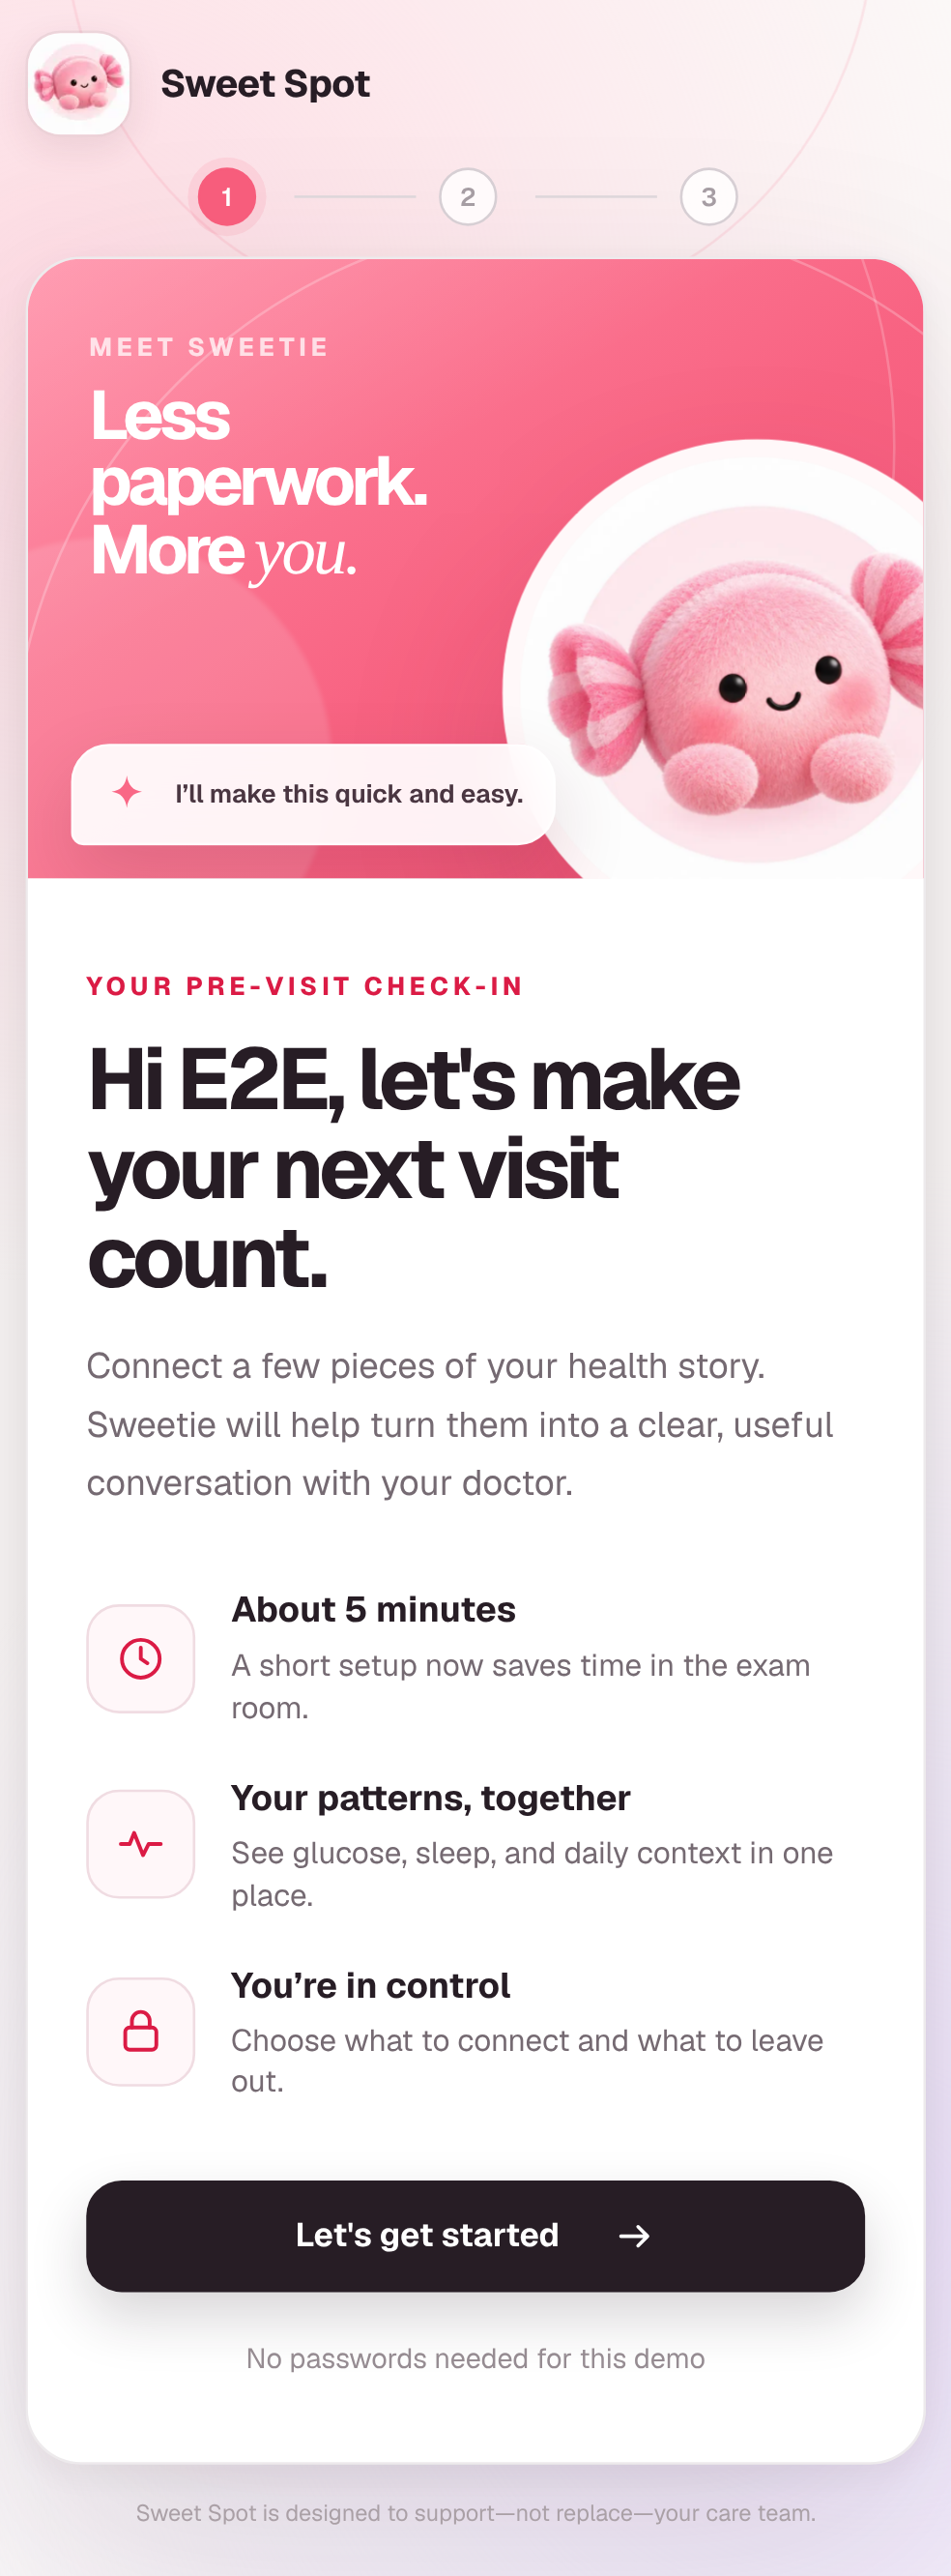 Sweet Spot
1 2 3
MEET SWEETIE
Less
paperwork.
More you.
I’ll make this quick and easy.
YOUR PRE-VISIT CHECK-IN
Hi E2E, let's make
your next visit
count.
Connect a few pieces of your health story.
Sweetie will help turn them into a clear, useful
conversation with your doctor.
About 5 minutes
A short setup now saves time in the exam
room.
Your patterns, together
See glucose, sleep, and daily context in one
place.
You’re in control
Choose what to connect and what to leave
out.
Let's get started
No passwords needed for this demo
Sweet Spot is designed to support—not replace—your care team.